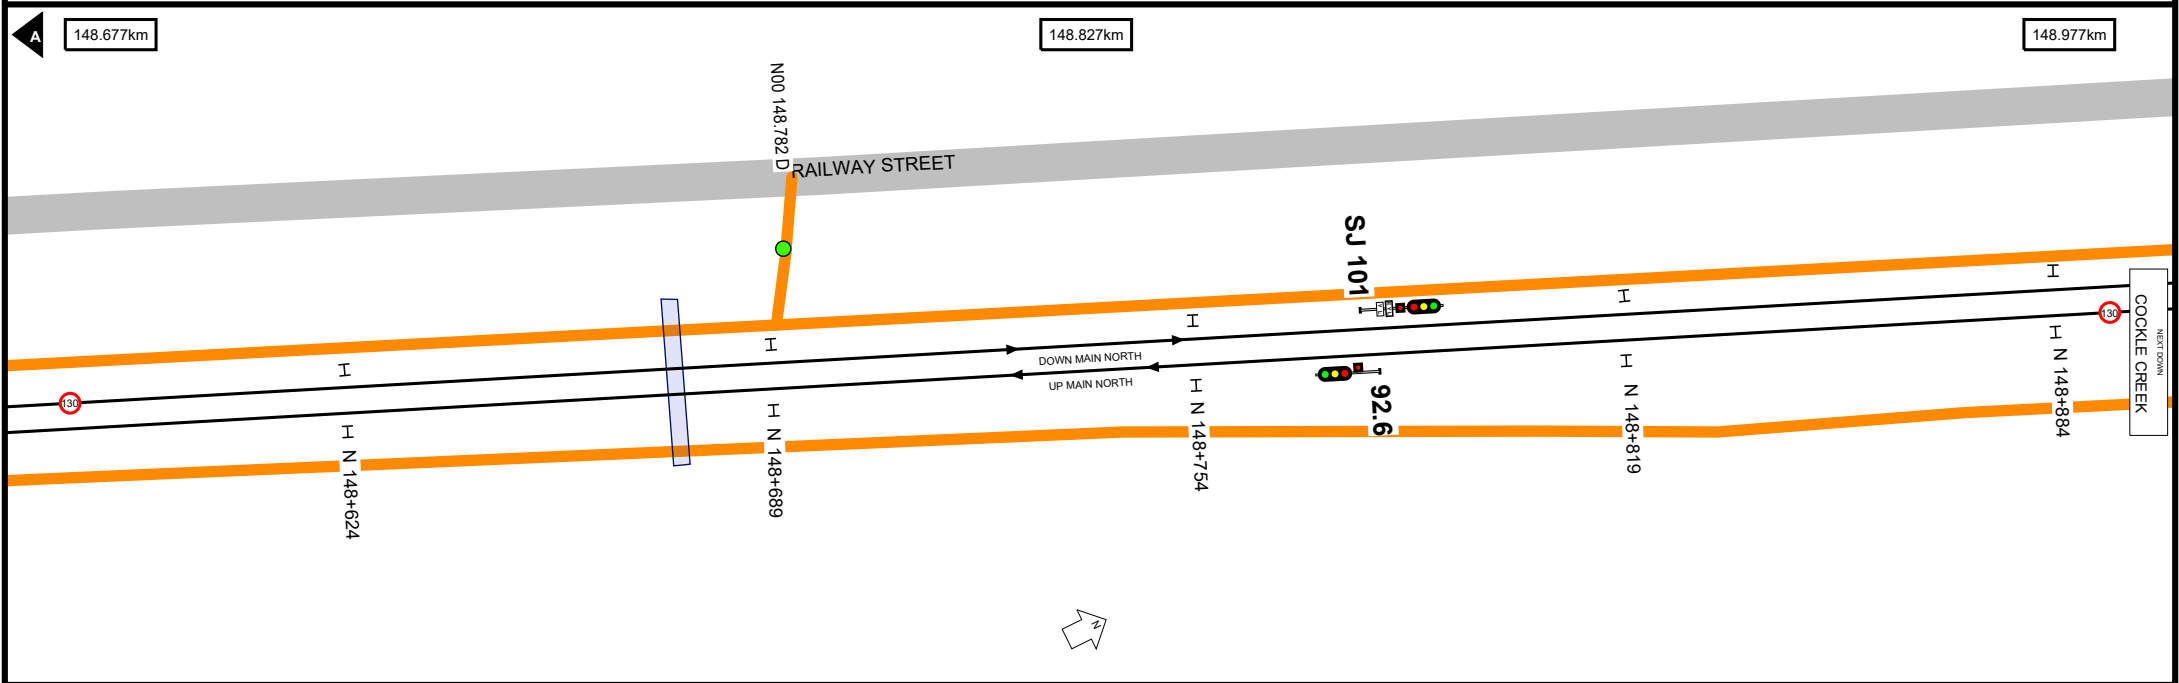 A
148.677km
148.827km
148.977km
N00 148.782 D
RAILWAY STREET
SJ 101
H
H
H
H
H
130
130
DOWN MAIN NORTH
UP MAIN NORTH
92.6
H N 148+624
H N 148+689
H N 148+754
H N 148+819
H N 148+884
COCKLE CREEK
NEXT DOWN
N